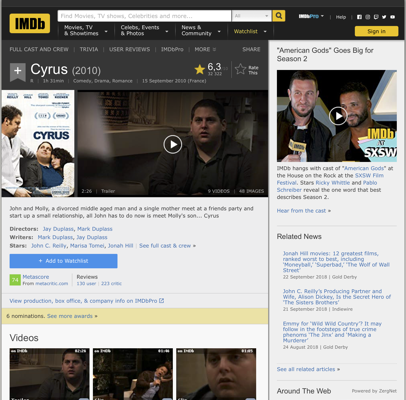 IMDb
Find Movies, TV shows, Celebrities and more...
All
IMDbPro
Help
Movies, TV & Showtimes
Celebs, Events & Photos
News & Community
Watchlist
Sign in
FULL CAST AND CREW | TRIVIA | USER REVIEWS | IMDbPro | MORE
SHARE
Cyrus (2010)
1h 31min | Comedy, Drama, Romance | 15 September 2010 (France)
6,3
Rate This
CYRUS
2:26 | Trailer
9 VIDEOS | 48 IMAGES
John and Molly, a divorced middle aged man and a single mother meet at a friends party and
start up a small relationship, all John has to do now is meet Molly's son... Cyrus
Directors: Jay Duplass, Mark Duplass
Writers: Mark Duplass, Jay Duplass
Stars: John C. Reilly, Marisa Tomei, Jonah Hill | See full cast & crew »
+ Add to Watchlist
74
Metascore
From metacritic.com
Reviews
130 user | 223 critic
View production, box office, & company info on IMDbPro
6 nominations. See more awards »
Videos
02:26
00:41
01:05
"American Gods" Goes Big for
Season 2
IMDb
AT
SXSW
IMDb hangs with cast of "American Gods" at
the House on the Rock at the SXSW Film
Festival. Stars Ricky Whittle and Pablo
Schreiber reveal the one word that best
describes Season 2.
Hear from the cast »
Related News
Jonah Hill movies: 12 greatest films,
ranked worst to best, include
'Moneyball,' 'Superbad,' 'The Wolf of Wall
Street'
22 September 2018 | Gold Derby
John C. Reilly's Producing Partner and
Wife, Alison Dickey, Is the Secret Hero of
'The Sisters Brothers'
21 September 2018 | Indiewire
Emmy for 'Wild Wild Country'? It may
follow in the footsteps of true crime
phenoms 'The Jinx' and 'Making a
Murderer'
24 August 2018 | Gold Derby
See all related articles »
Around The Web
Powered by ZergNet